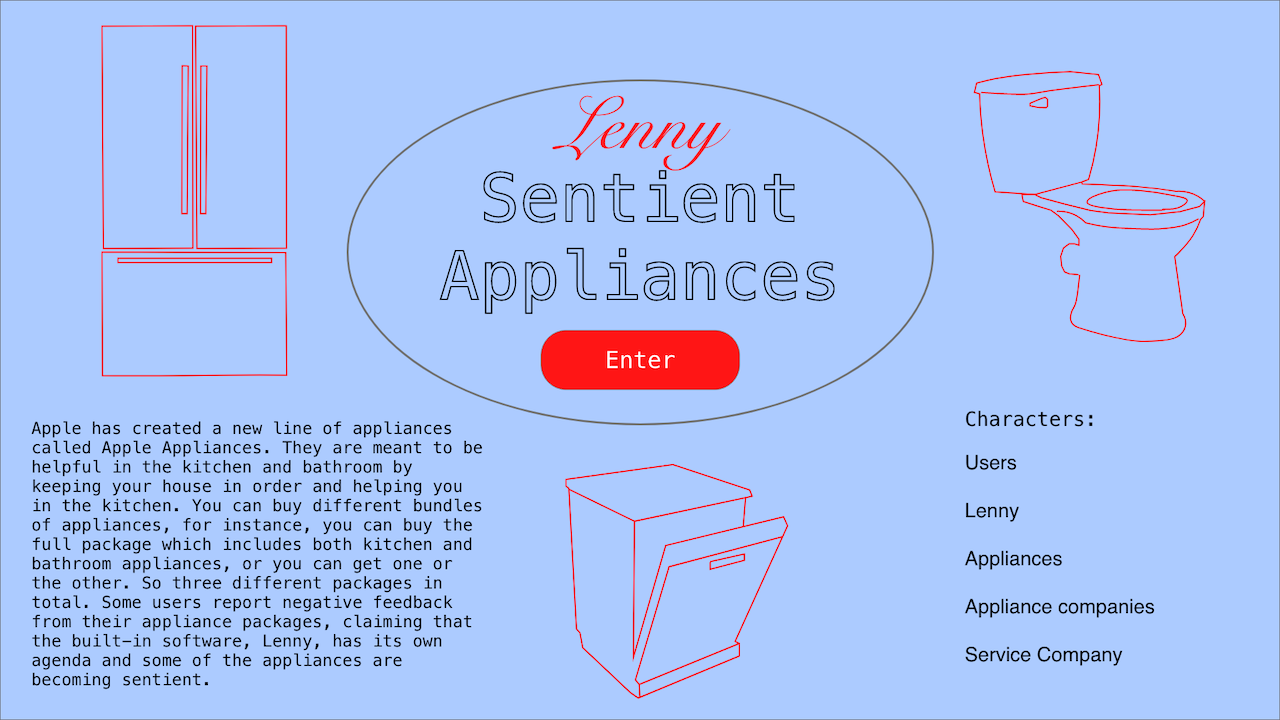 Lenny
Sentient
Appliances
Enter
Apple has created a new line of appliances
called Apple Appliances. They are meant to be
helpful in the kitchen and bathroom by
keeping your house in order and helping you
in the kitchen. You can buy different bundles
of appliances, for instance, you can buy the
full package which includes both kitchen and
bathroom appliances, or you can get one or
the other. So three different packages in
total. Some users report negative feedback
from their appliance packages, claiming that
the built-in software, Lenny, has its own
agenda and some of the appliances are
becoming sentient.
Characters:
Users
Lenny
Appliances
Appliance companies
Service Company